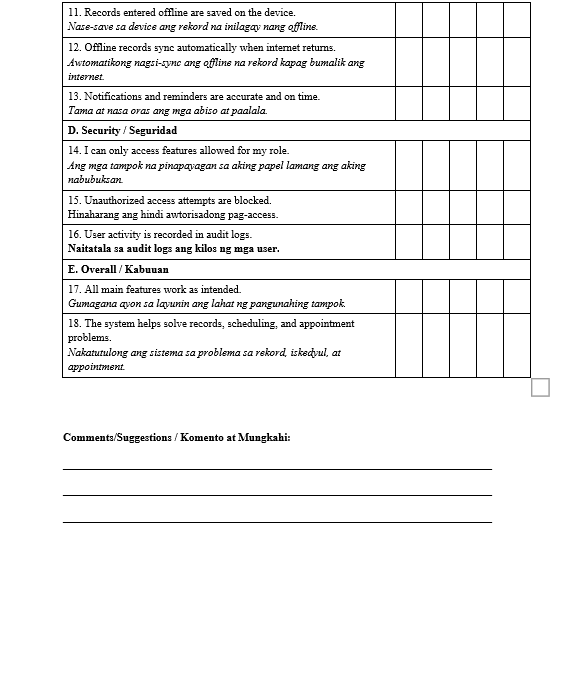 11. Records entered offline are saved on the device.
Nase-save sa device ang rekord na inilagay nang offline.
12. Offline records sync automatically when internet returns.
Awtomatikong nagsi-sync ang offline na rekord kapag bumalik ang
internet.
13. Notifications and reminders are accurate and on time.
Tama at nasa oras ang mga abiso at paalala.
D. Security / Seguridad
14. I can only access features allowed for my role.
Ang mga tampok na pinapayagan sa aking papel lamang ang aking
nabubuksan.
15. Unauthorized access attempts are blocked.
Hinaharang ang hindi awtorisadong pag-access.
16. User activity is recorded in audit logs.
Naitatala sa audit logs ang kilos ng mga user.
E. Overall / Kabuuan
17. All main features work as intended.
Gumagana ayon sa layunin ang lahat ng pangunahing tampok.
18. The system helps solve records, scheduling, and appointment
problems.
Nakatutulong ang sistema sa problema sa rekord, iskedyul, at
appointment.
Comments/Suggestions / Komento at Mungkahi: